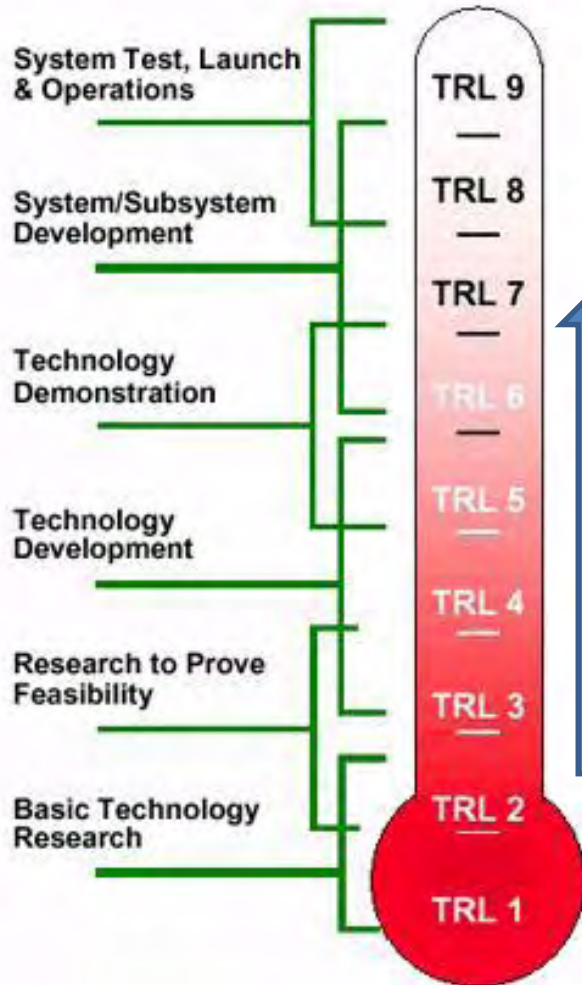 System Test, Launch
& Operations
System/Subsystem
Development
Technology
Demonstration
Technology
Development
Research to Prove
Feasibility
Basic Technology
Research
TRL 9
TRL 8
TRL 7
TRL 6
TRL 5
TRL 4
TRL 3
TRL 2
TRL 1